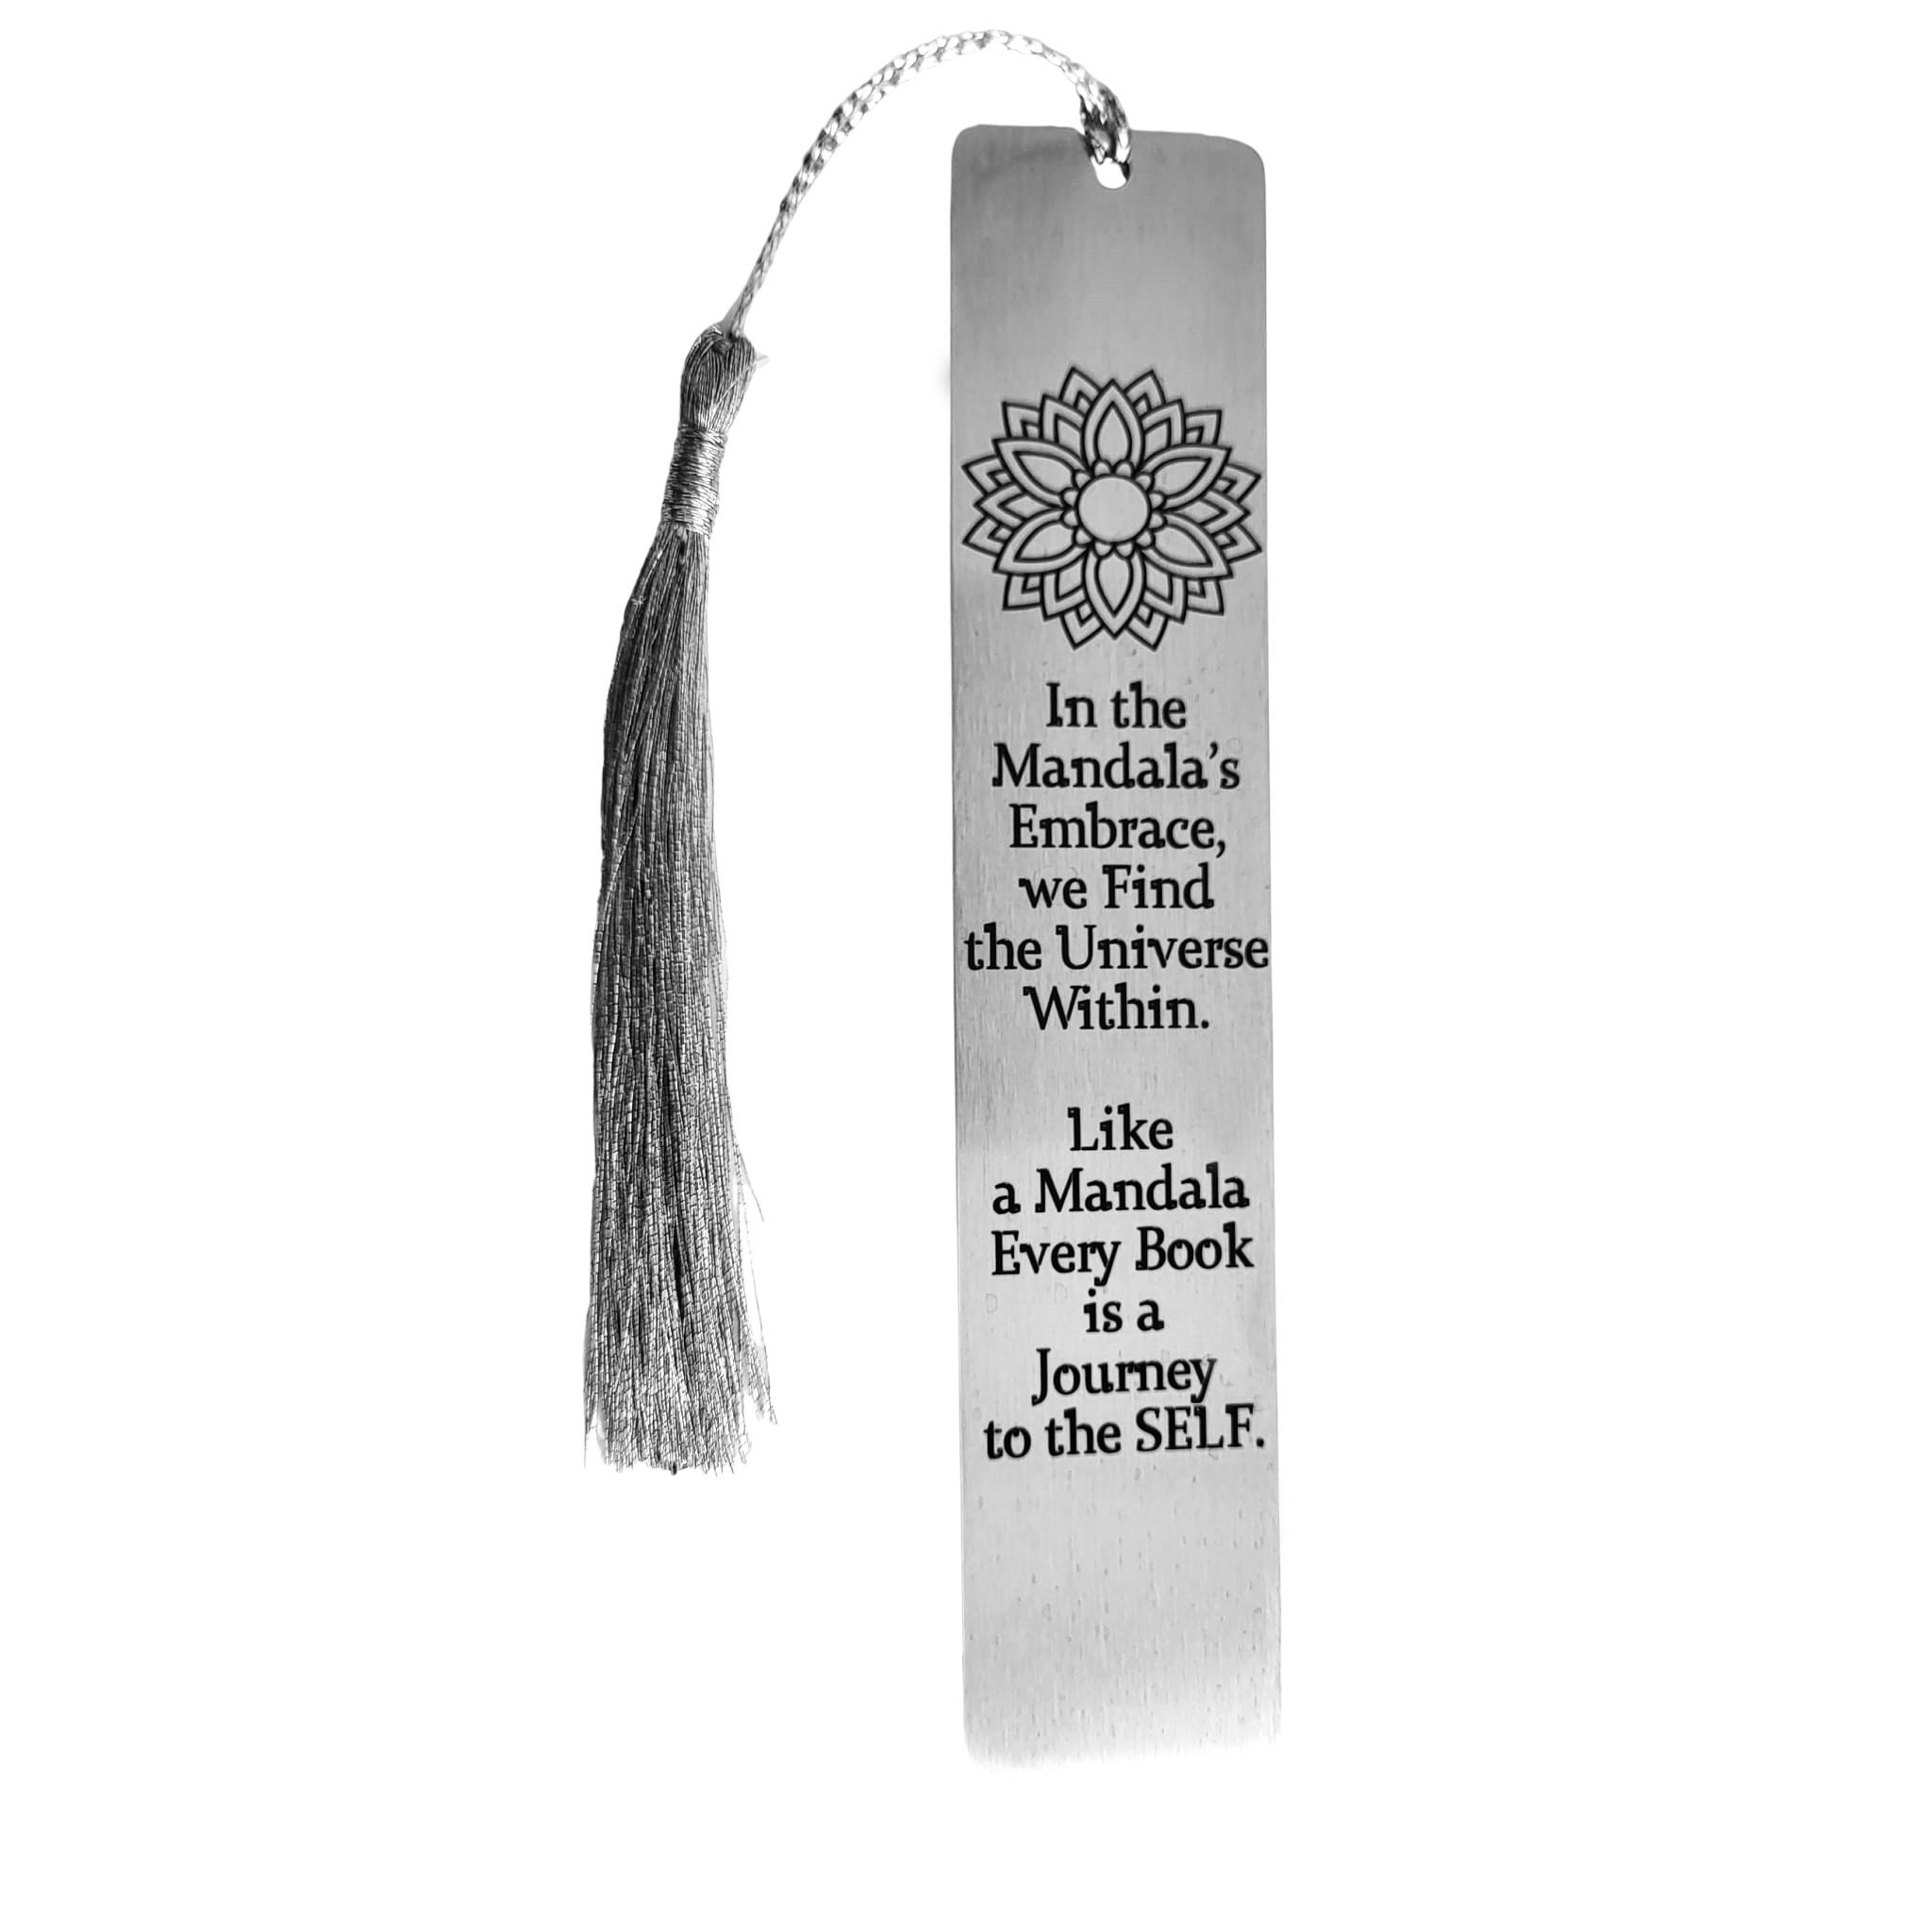 In the
Mandala's
Embrace,
we Find
the Universe
Within.
Like
a Mandala
Every Book
is a
Journey
to the SELF.